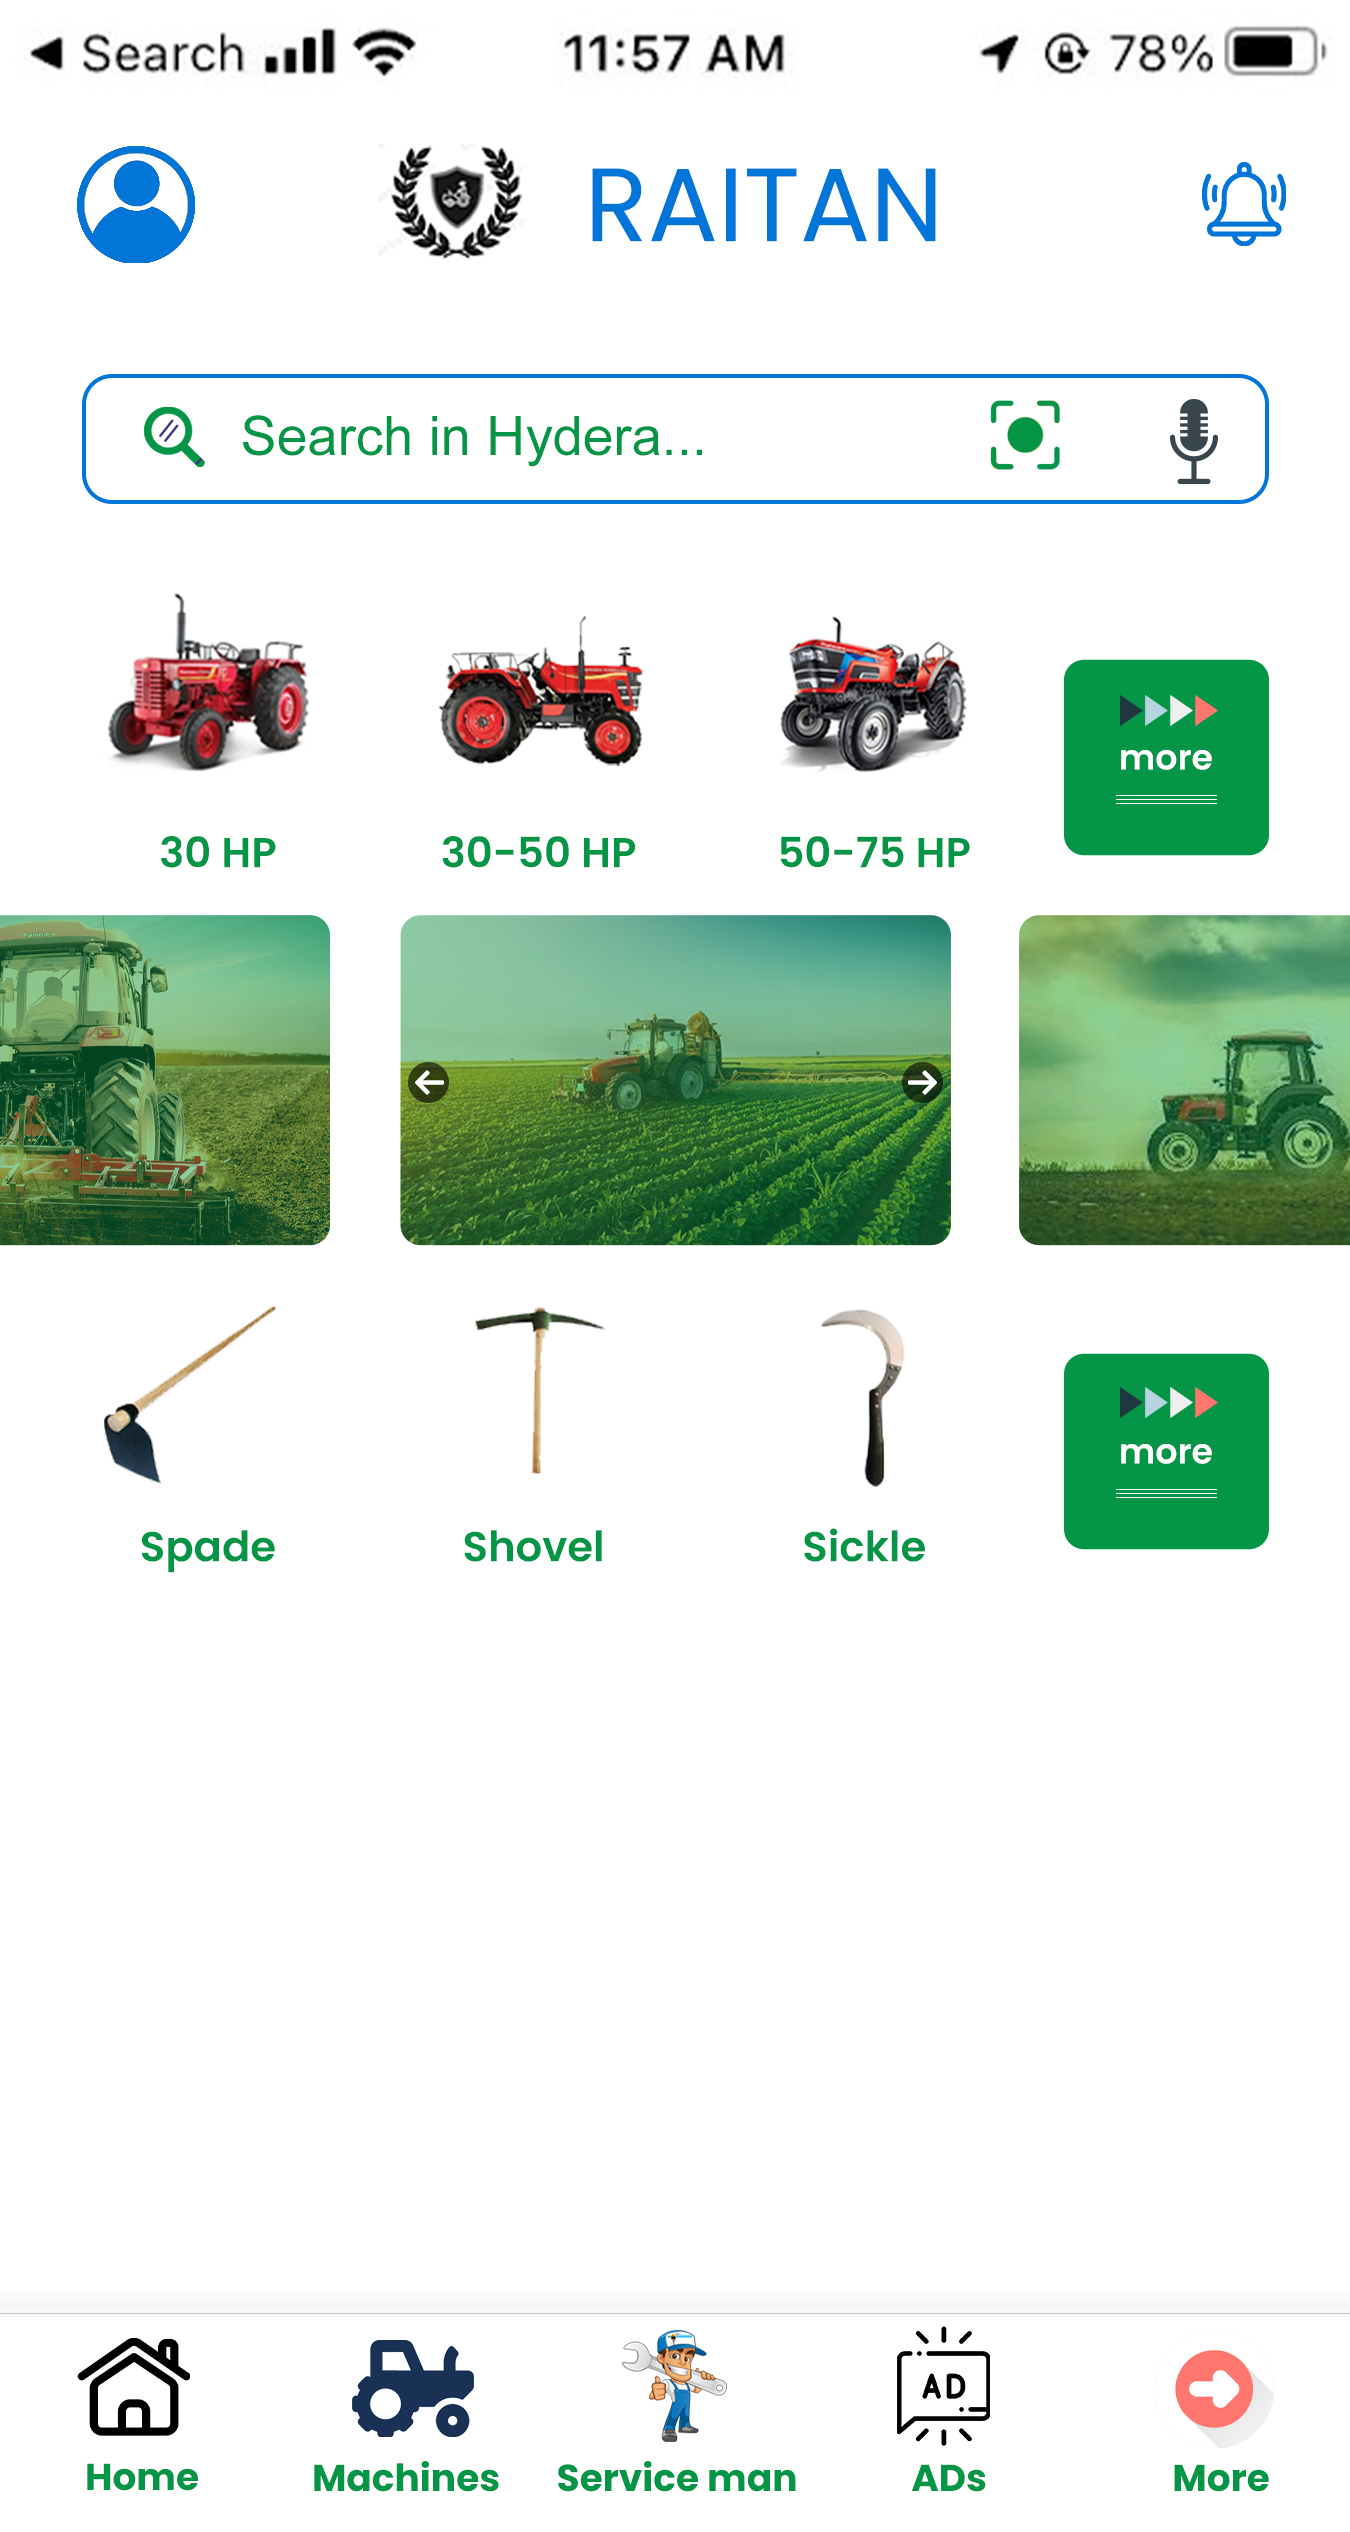 Search 11:57 AM 78%
RAITAN
Search in Hydera...
more
30 HP 30-50 HP 50-75 HP
more
Spade Shovel Sickle
AD
Home Machines Service man ADs More